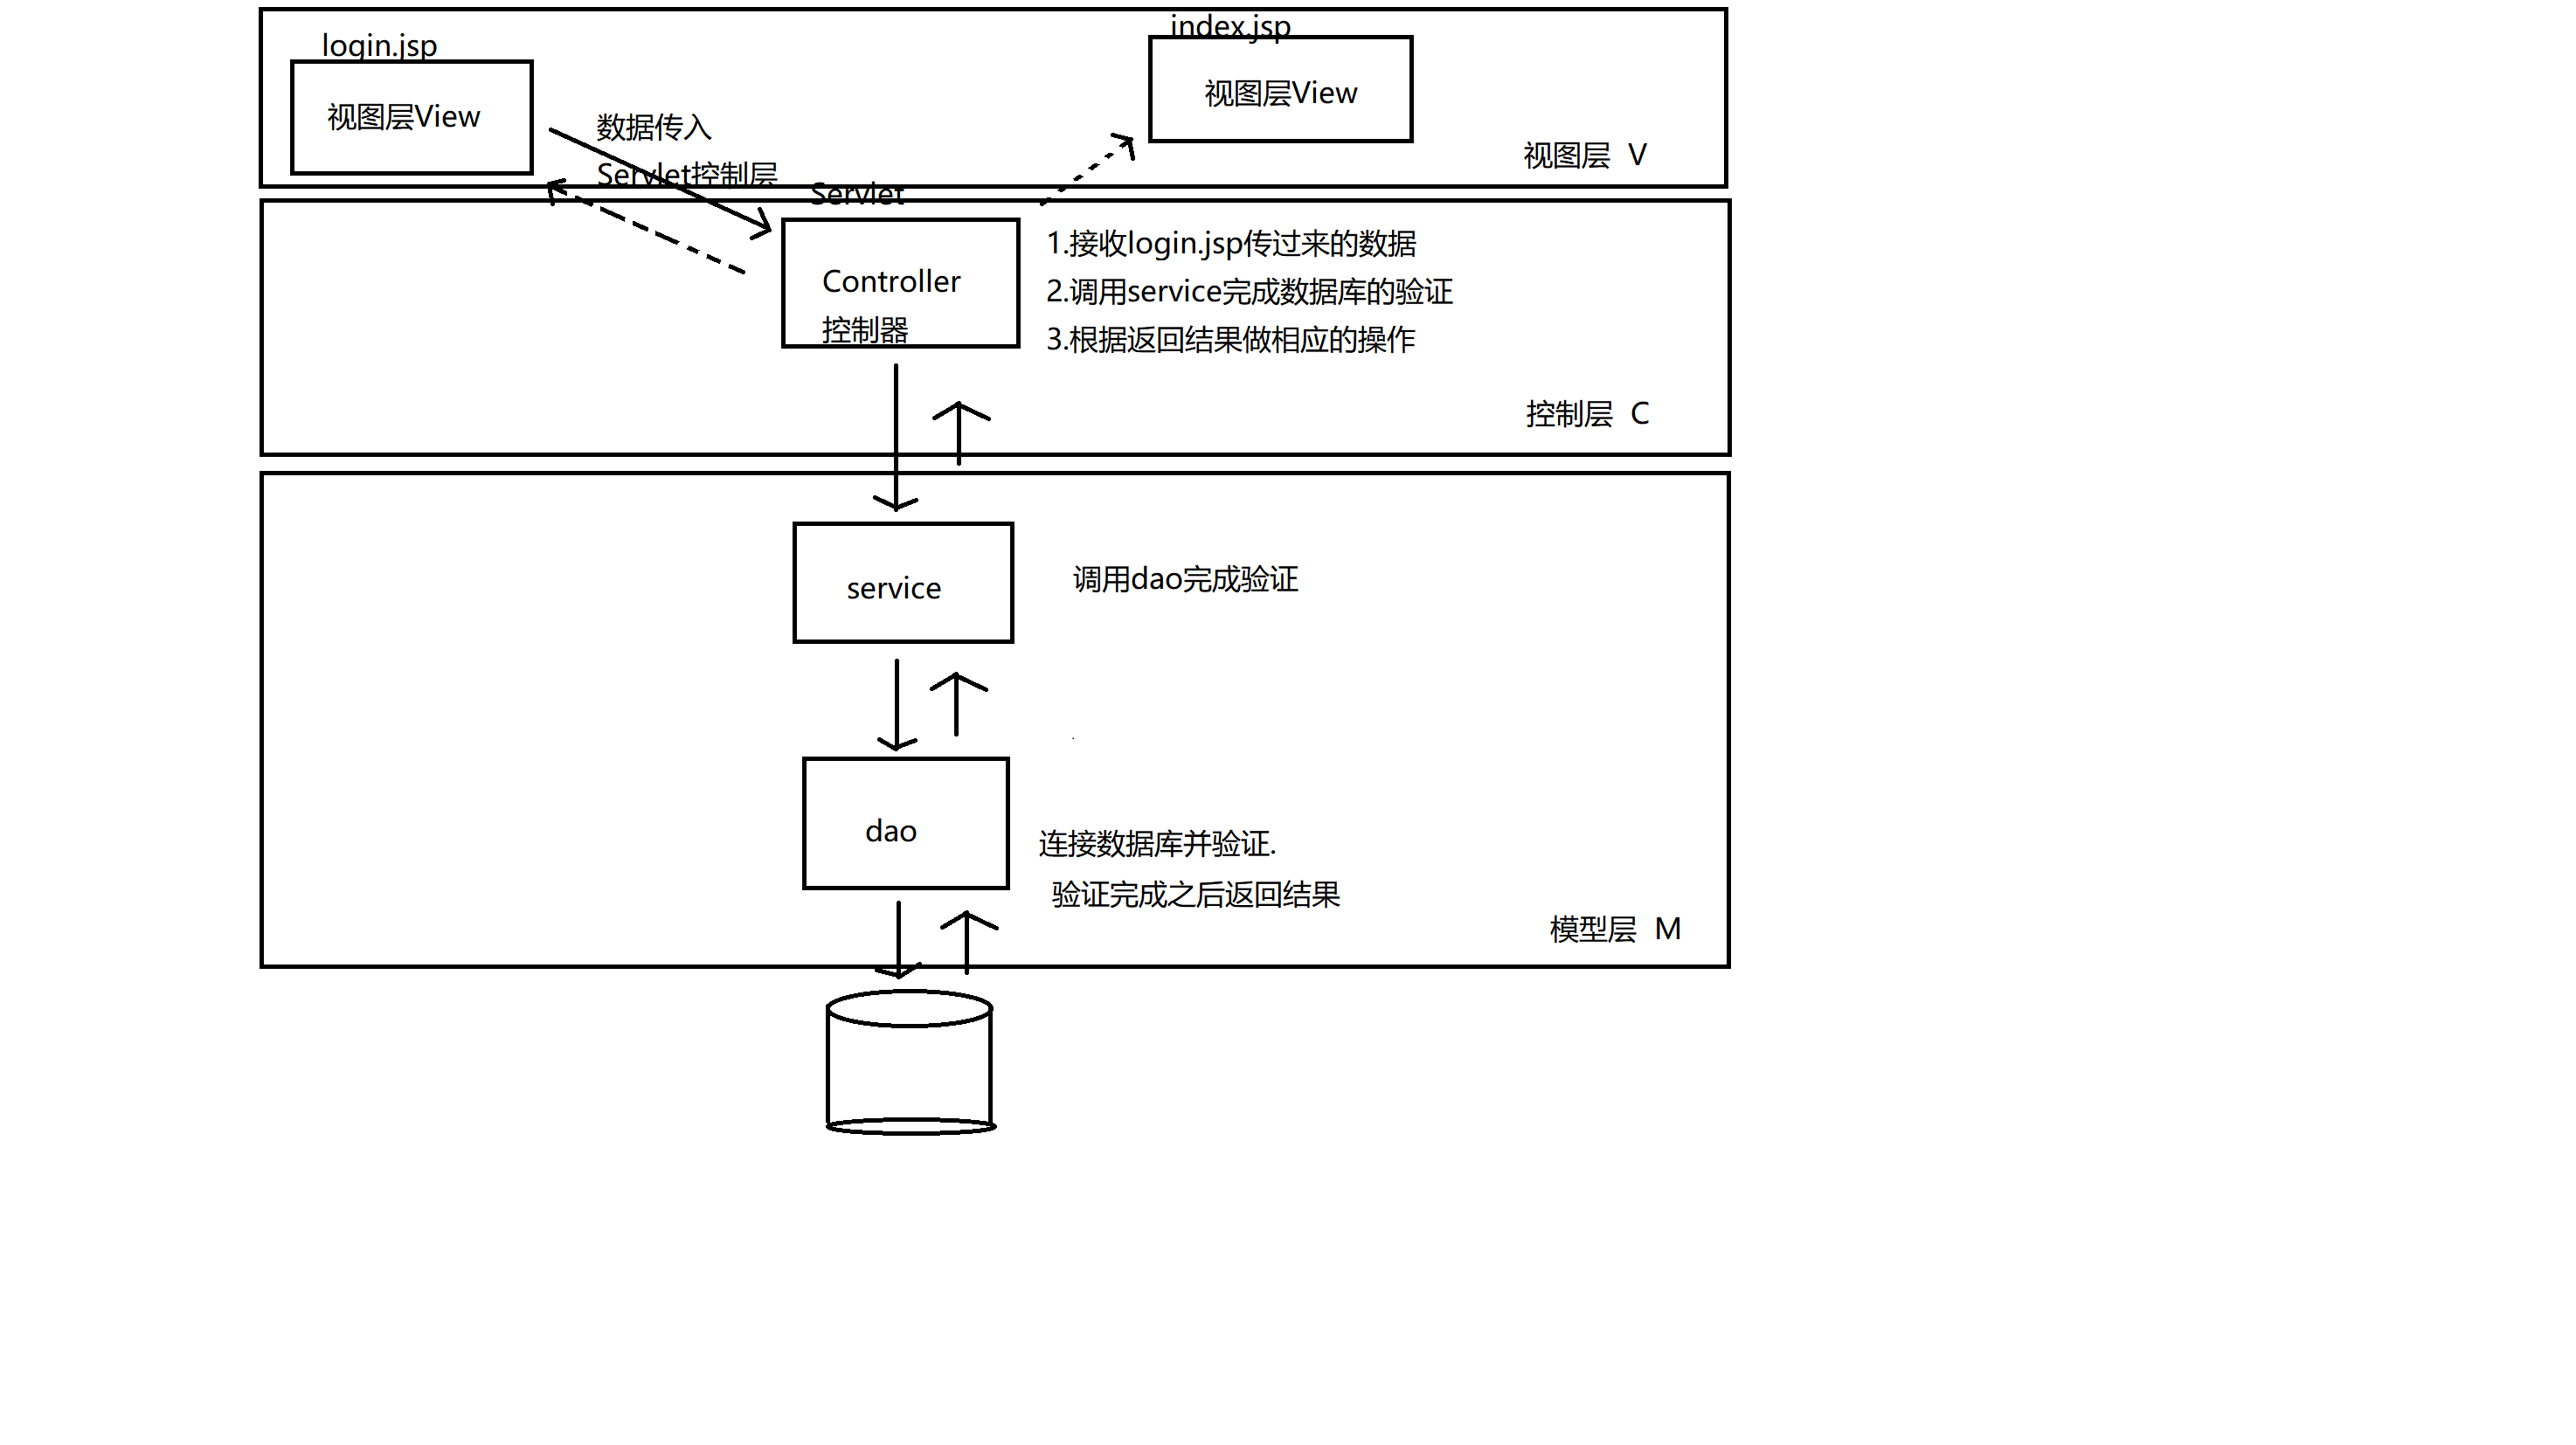 login.jsp
index.jsp
视图层View
视图层View
数据传入
Servlet控制层
视图层 V
Servlet
1.接收login.jsp传过来的数据
Controller
控制器
2.调用service完成数据库的验证
3.根据返回结果做相应的操作
控制层 C
service
调用dao完成验证
dao
连接数据库并验证.
验证完成之后返回结果
模型层 M